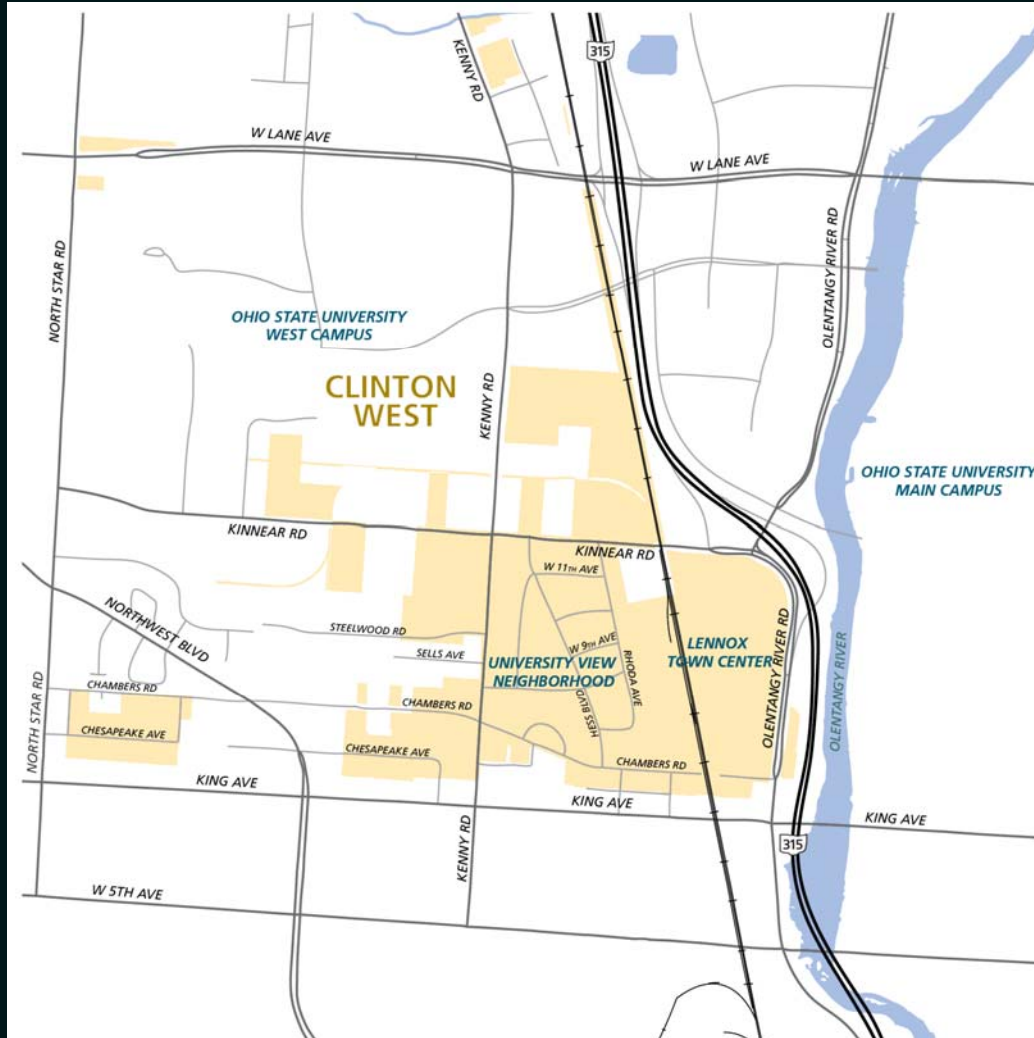 KENNY RD
315
W LANE AVE
W LANE AVE
NORTH STAR RD
OLENTANGY RIVER RD
OHIO STATE UNIVERSITY
WEST CAMPUS
CLINTON
WEST
KENNY RD
OHIO STATE UNIVERSITY
MAIN CAMPUS
KINNEAR RD
KINNEAR RD
W 11TH AVE
NORTHWEST BLVD
STEELWOOD RD
W 9TH AVE
LENNOX
TOWN CENTER
SELLS AVE
UNIVERSITY VIEW
NEIGHBORHOOD
RHODA AVE
OLENTANGY RIVER RD
OLENTANGY RIVER
NORTH STAR RD
CHAMBERS RD
CHAMBERS RD
HESS BLVD
CHESAPEAKE AVE
CHESAPEAKE AVE
CHAMBERS RD
KING AVE
KING AVE
KING AVE
315
KENNY RD
W 5TH AVE